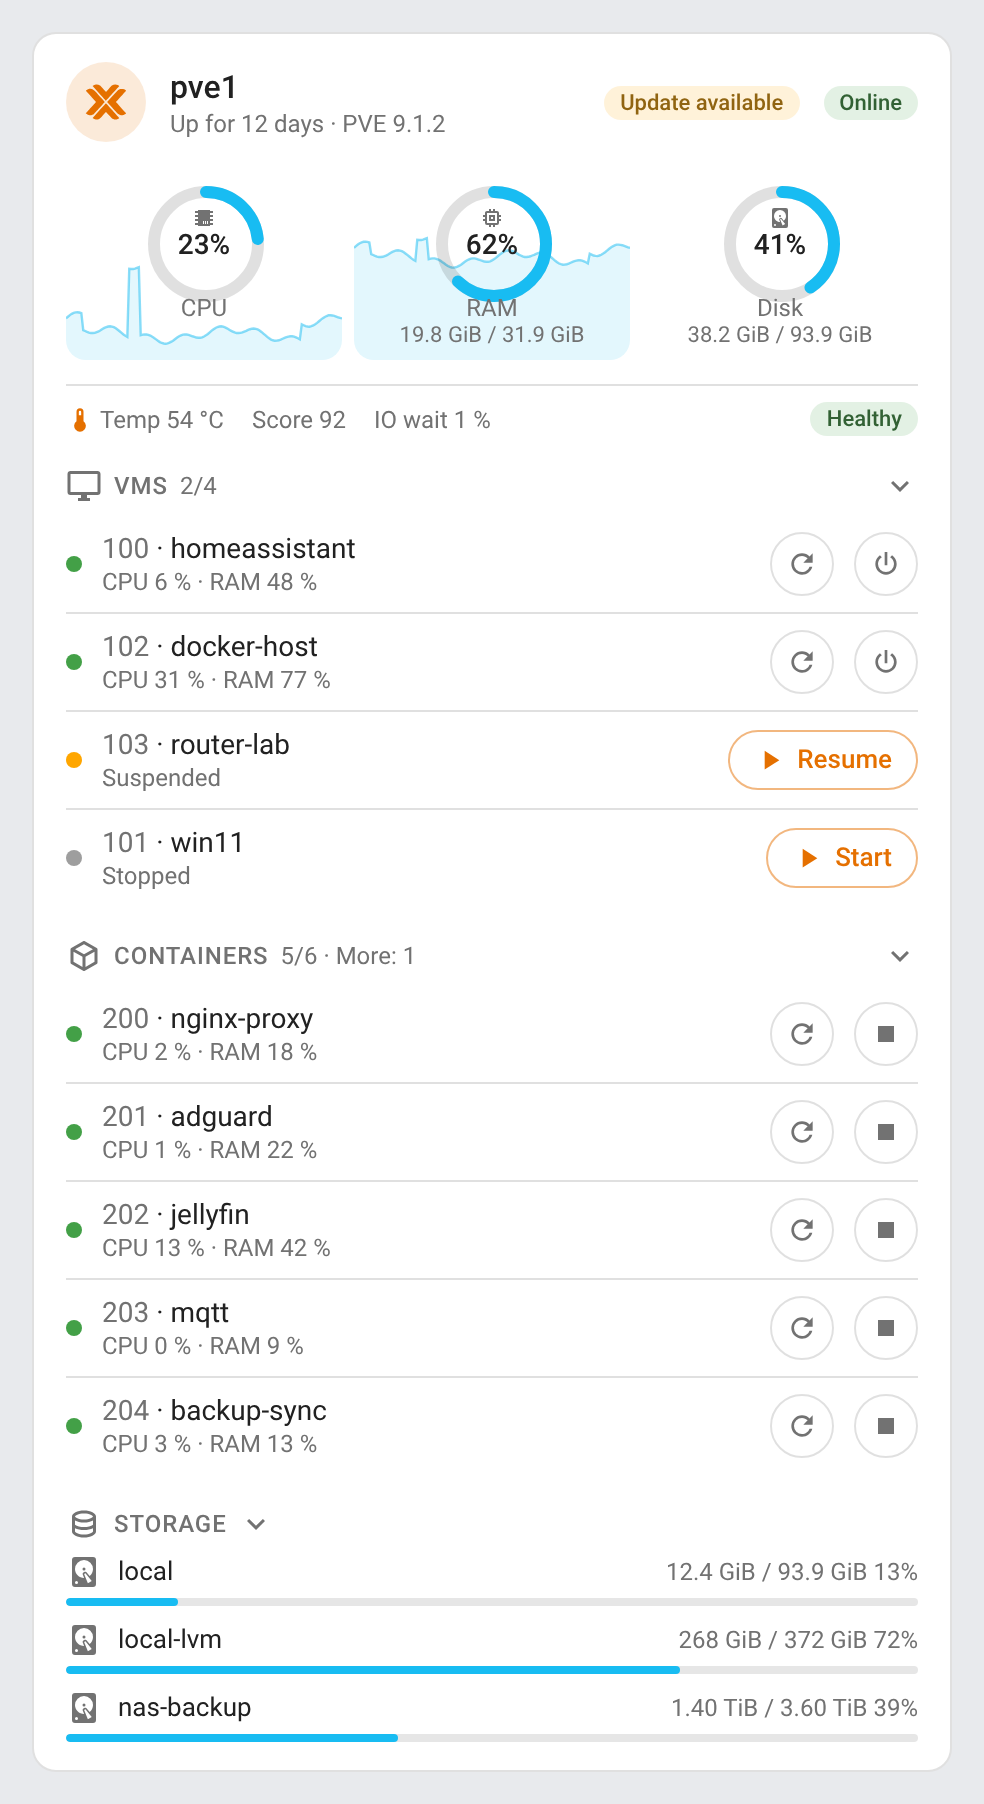 pve1
Up for 12 days · PVE 9.1.2
Update available
Online
23%
CPU
62%
RAM
19.8 GiB / 31.9 GiB
41%
Disk
38.2 GiB / 93.9 GiB
Temp 54 °C Score 92 IO wait 1 %
Healthy
VMS 2/4
100 · homeassistant
CPU 6 % · RAM 48 %
102 · docker-host
CPU 31 % · RAM 77 %
103 · router-lab
Suspended
Resume
101 · win11
Stopped
Start
CONTAINERS 5/6 · More: 1
200 · nginx-proxy
CPU 2 % · RAM 18 %
201 · adguard
CPU 1 % · RAM 22 %
202 · jellyfin
CPU 13 % · RAM 42 %
203 · mqtt
CPU 0 % · RAM 9 %
204 · backup-sync
CPU 3 % · RAM 13 %
STORAGE
local 12.4 GiB / 93.9 GiB 13%
local-lvm 268 GiB / 372 GiB 72%
nas-backup 1.40 TiB / 3.60 TiB 39%